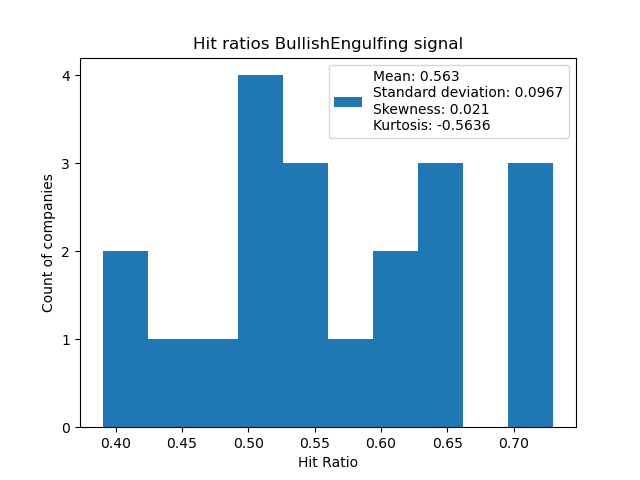 Hit ratios BullishEngulfing signal
Mean: 0.563
Standard deviation: 0.0967
Skewness: 0.021
Kurtosis: -0.5636
Count of companies
4
3
2
1
0
0.40 0.45 0.50 0.55 0.60 0.65 0.70
Hit Ratio